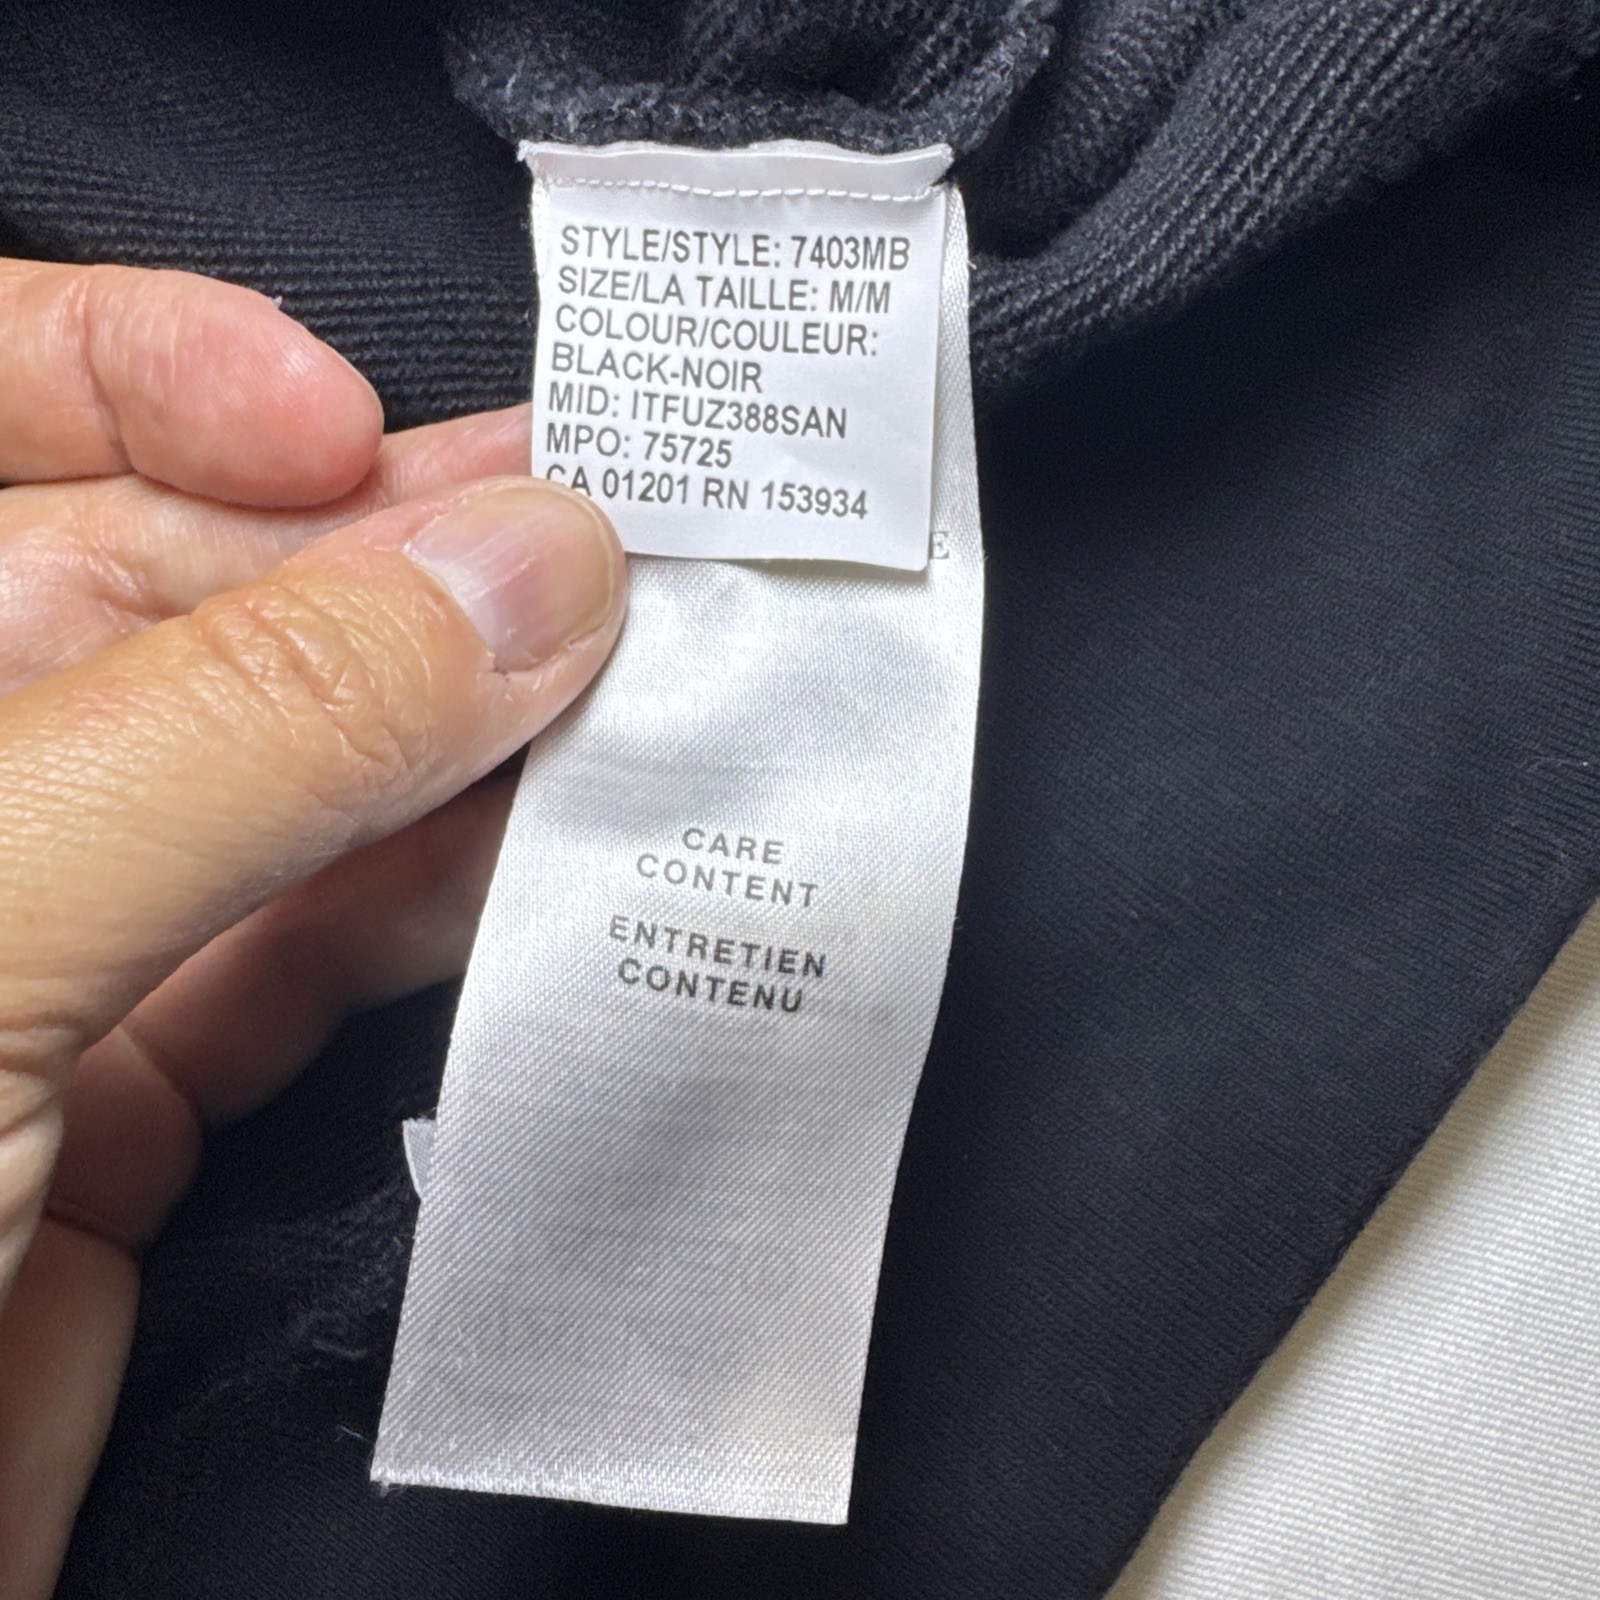 STYLE/STYLE: 7403MB
SIZE/LA TAILLE: M/M
COLOUR/COULEUR:
BLACK-NOIR
MID: ITFUZ388SAN
MPO: 75725
CA 01201 RN 153934
E
CARE
CONTENT
ENTRETIEN
CONTENU